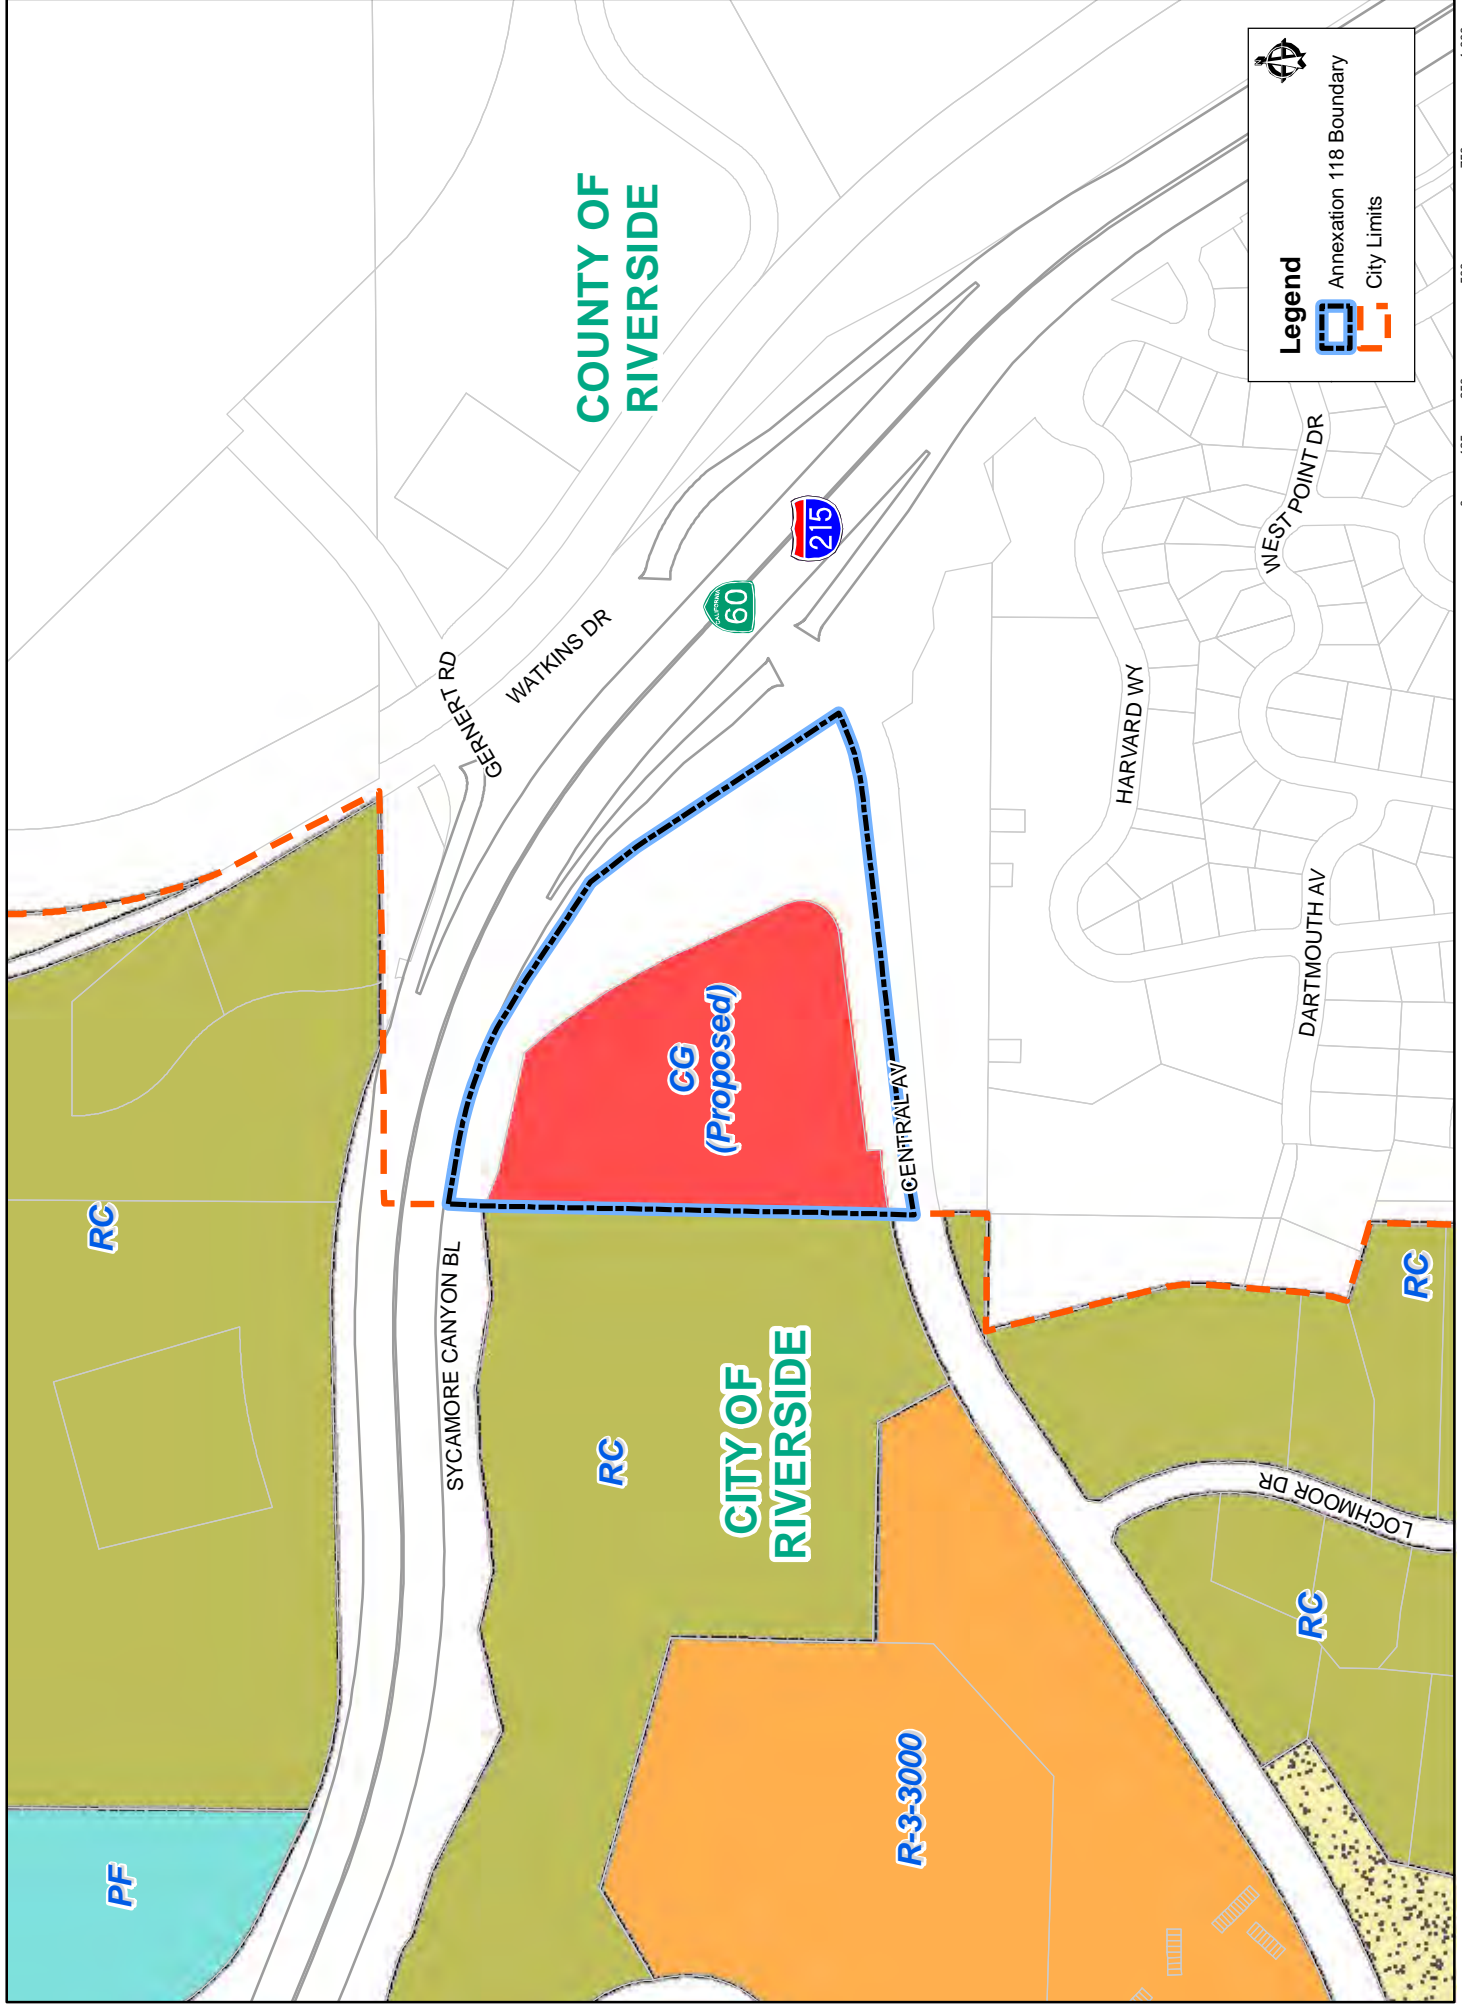 COUNTY OF
RIVERSIDE
Legend
Annexation 118 Boundary
City Limits
GERNERT RD
WATKINS DR
CALIFORNIA
60
215
WEST POINT DR
HARVARD WY
DARTMOUTH AV
CG
(Proposed)
CENTRAL AV
RC
SYCAMORE CANYON BL
RC
CITY OF
RIVERSIDE
RC
LOCHMOOR DR
RC
PF
R-3-3000